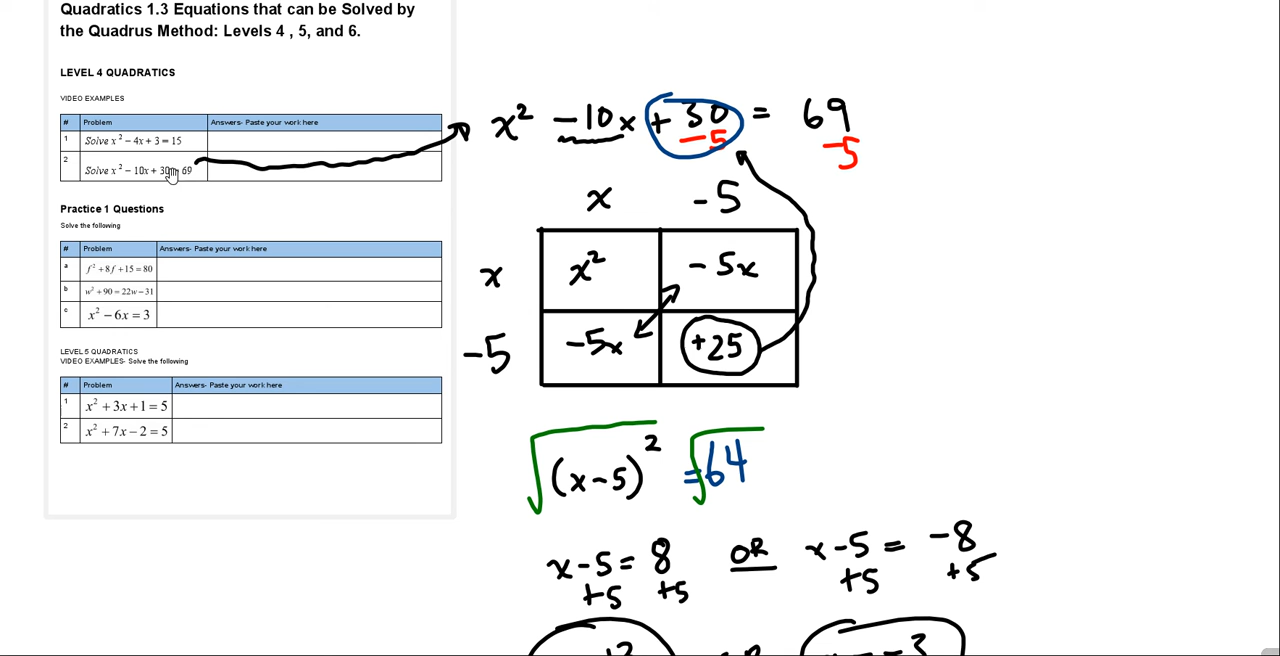 Quadratics 1.3 Equations that can be Solved by
the Quadrus Method: Levels 4 , 5, and 6.
LEVEL 4 QUADRATICS
VIDEO EXAMPLES
# Problem Answers- Paste your work here
1 Solve x² − 4x + 3 = 15
2 Solve x² − 10x + 30 = 69
Practice 1 Questions
Solve the following
# Problem Answers- Paste your work here
a f² + 8f + 15 = 80
b w² + 90 = 22w − 31
c x² − 6x = 3
LEVEL 5 QUADRATICS
VIDEO EXAMPLES- Solve the following
# Problem Answers- Paste your work here
1 x² + 3x + 1 = 5
2 x² + 7x − 2 = 5
x² −10x + 30 = 69
−5 −5
x −5
x x² −5x
−5 −5x +25
√(x−5)² = √64
x−5 = 8 OR x−5 = −8
+5 +5 +5 +5